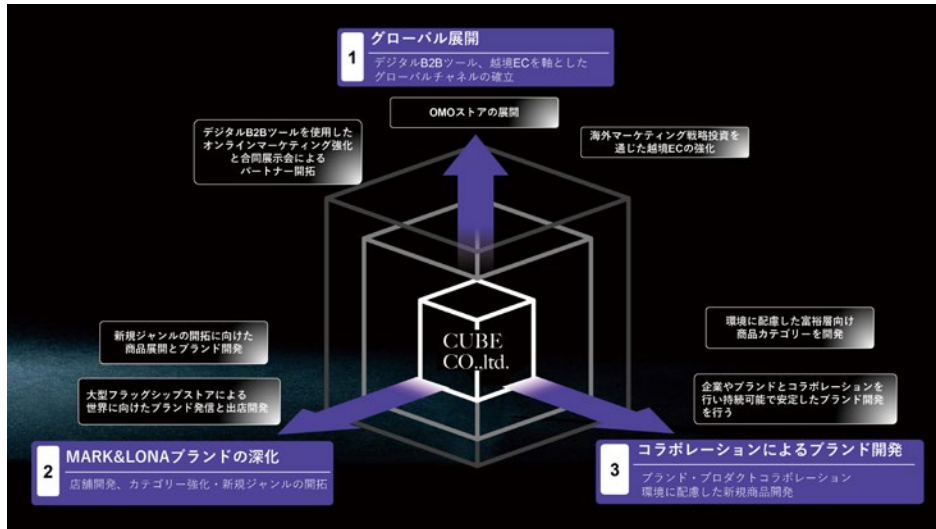 1
グローバル展開
デジタルB2Bツール、越境ECを軸とした
グローバルチャネルの確立
OMOストアの展開
デジタルB2Bツールを使用した
オンラインマーケティング強化
と合同展示会による
パートナー開拓
海外マーケティング戦略投資を
通じた越境ECの強化
CUBE
CO.,ltd.
新規ジャンルの開拓に向けた
商品展開とブランド開発
大型フラッグシップストアによる
世界に向けたブランド発信と出店開発
環境に配慮した富裕層向け
商品カテゴリーを開発
企業やブランドとコラボレーションを
行い持続可能で安定したブランド開発
を行う
2
MARK&LONAブランドの深化
店舗開発、カテゴリー強化・新規ジャンルの開拓
3
コラボレーションによるブランド開発
ブランド・プロダクトコラボレーション
環境に配慮した新規商品開発